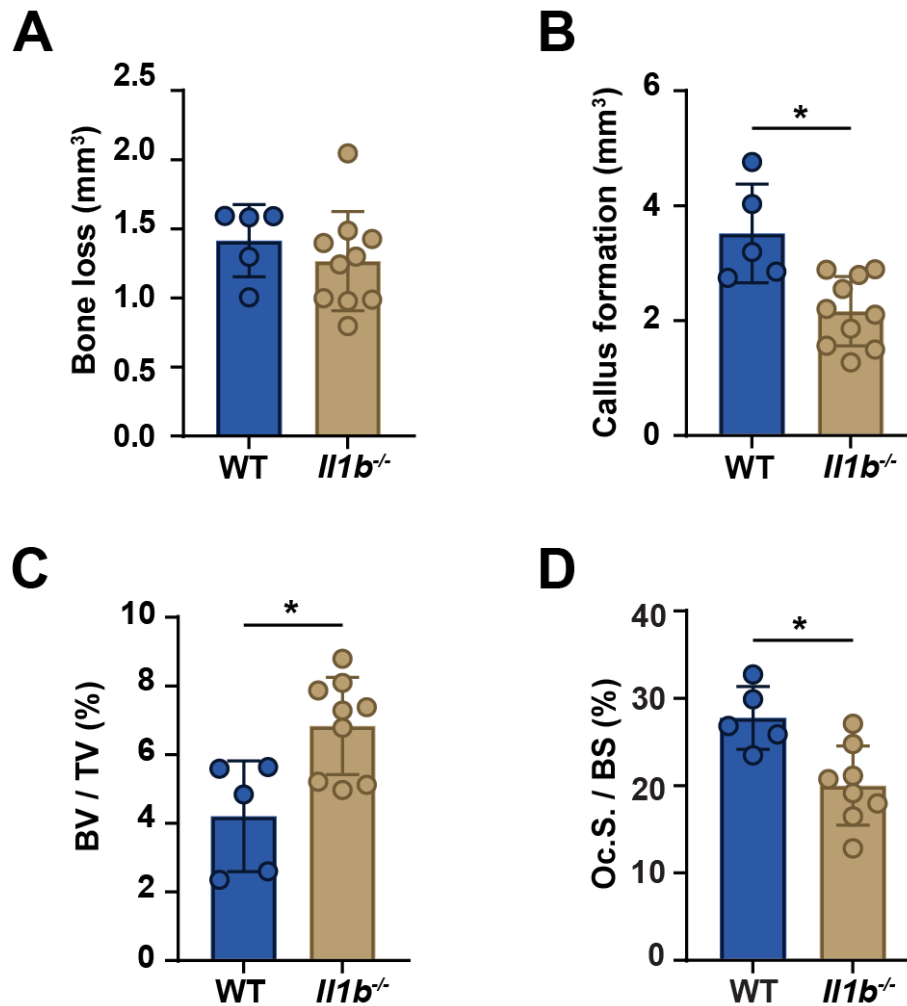 A
Bone loss (mm³)
2.5
2.0
1.5
1.0
0.5
0.0
WT
Il1b⁻/⁻
B
Callus formation (mm³)
6
4
2
0
*
WT
Il1b⁻/⁻
C
BV / TV (%)
10
8
6
4
2
0
*
WT
Il1b⁻/⁻
D
Oc.S. / BS (%)
40
30
20
10
0
*
WT
Il1b⁻/⁻